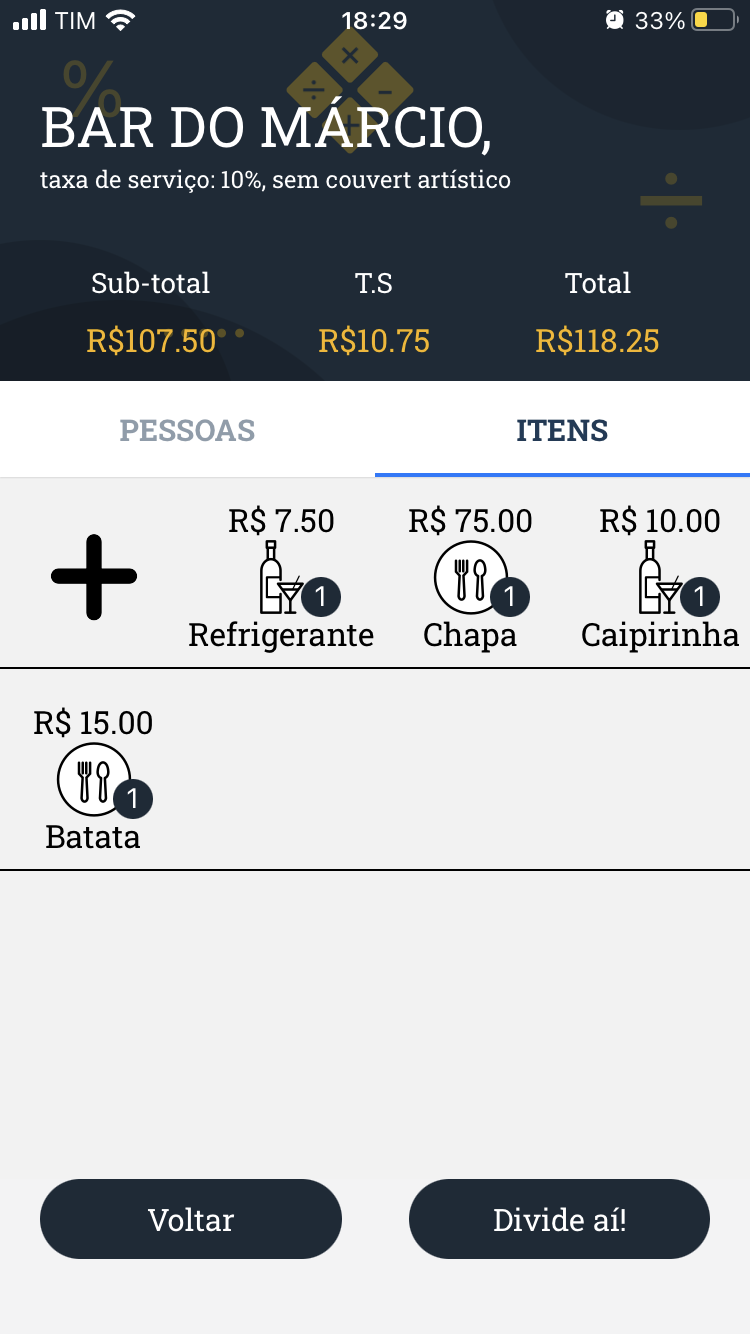 TIM 18:29 33%
%
BAR DO MÁRCIO,
taxa de serviço: 10%, sem couvert artístico
Sub-total T.S Total
R$107.50 R$10.75 R$118.25
PESSOAS ITENS
R$ 7.50 R$ 75.00 R$ 10.00
1 1 1
Refrigerante Chapa Caipirinha
R$ 15.00
1
Batata
Voltar Divide aí!